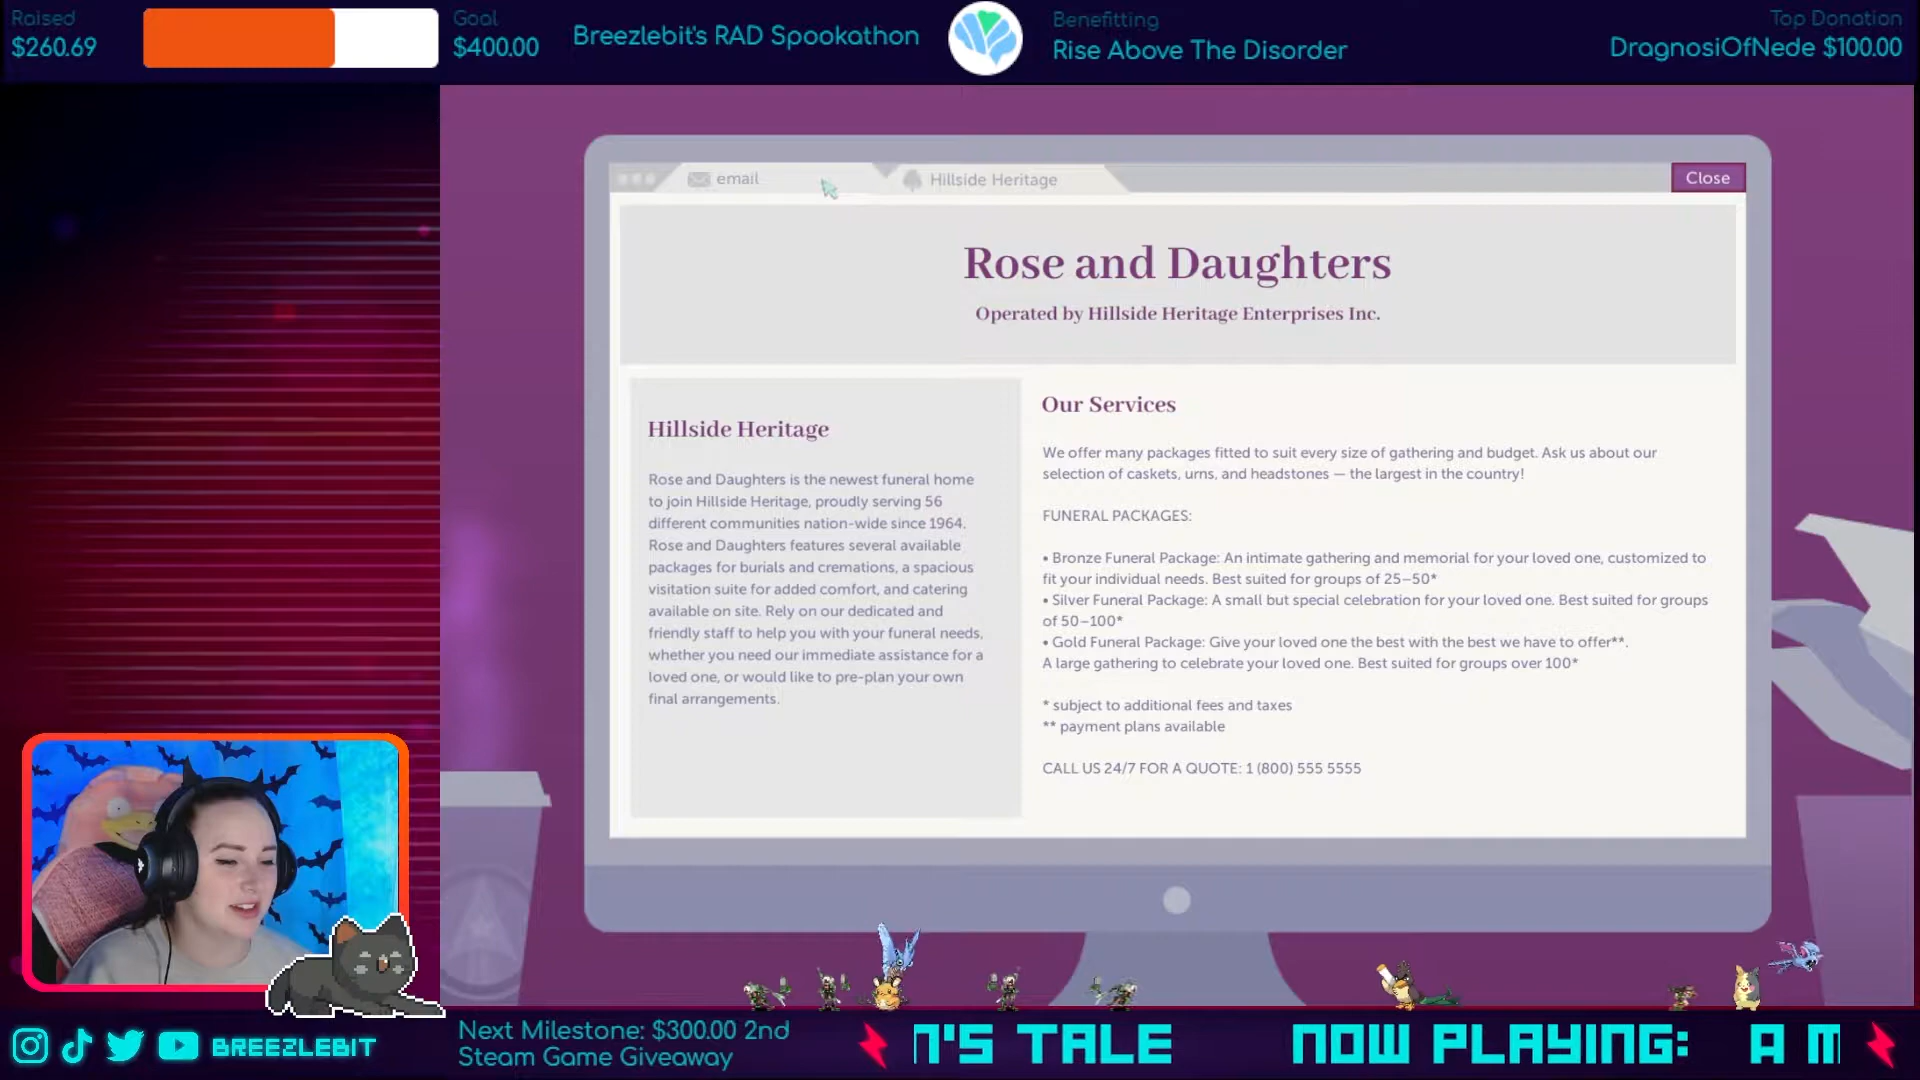 Raised
$260.69
Goal
$400.00
Breezlebit's RAD Spookathon
Benefitting
Rise Above The Disorder
Top Donation
DragnosiOfNede $100.00
email
Hillside Heritage
Close
Rose and Daughters
Operated by Hillside Heritage Enterprises Inc.
Hillside Heritage
Rose and Daughters is the newest funeral home
to join Hillside Heritage, proudly serving 56
different communities nation-wide since 1964.
Rose and Daughters features several available
packages for burials and cremations, a spacious
visitation suite for added comfort, and catering
available on site. Rely on our dedicated and
friendly staff to help you with your funeral needs,
whether you need our immediate assistance for a
loved one, or would like to pre-plan your own
final arrangements.
Our Services
We offer many packages fitted to suit every size of gathering and budget. Ask us about our
selection of caskets, urns, and headstones — the largest in the country!
FUNERAL PACKAGES:
• Bronze Funeral Package: An intimate gathering and memorial for your loved one, customized to
fit your individual needs. Best suited for groups of 25–50*
• Silver Funeral Package: A small but special celebration for your loved one. Best suited for groups
of 50–100*
• Gold Funeral Package: Give your loved one the best with the best we have to offer**.
A large gathering to celebrate your loved one. Best suited for groups over 100*
* subject to additional fees and taxes
** payment plans available
CALL US 24/7 FOR A QUOTE: 1 (800) 555 5555
BREEZLEBIT
Next Milestone: $300.00 2nd
Steam Game Giveaway
N'S TALE NOW PLAYING: A M